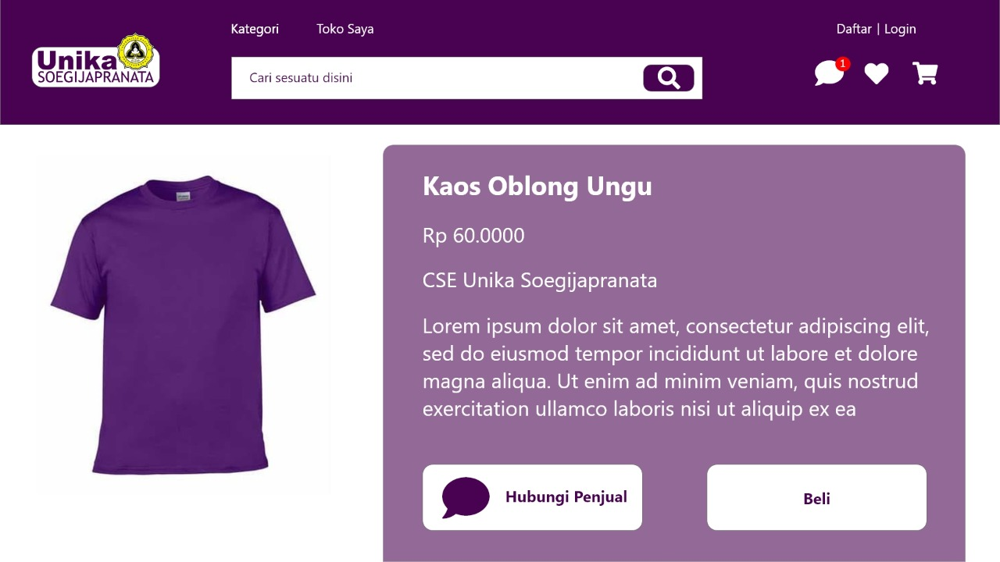 Kategori
Toko Saya
Daftar | Login
Unika
SOEGIJAPRANATA
Cari sesuatu disini
1
Kaos Oblong Ungu
Rp 60.0000
CSE Unika Soegijapranata
Lorem ipsum dolor sit amet, consectetur adipiscing elit,
sed do eiusmod tempor incididunt ut labore et dolore
magna aliqua. Ut enim ad minim veniam, quis nostrud
exercitation ullamco laboris nisi ut aliquip ex ea
Hubungi Penjual
Beli